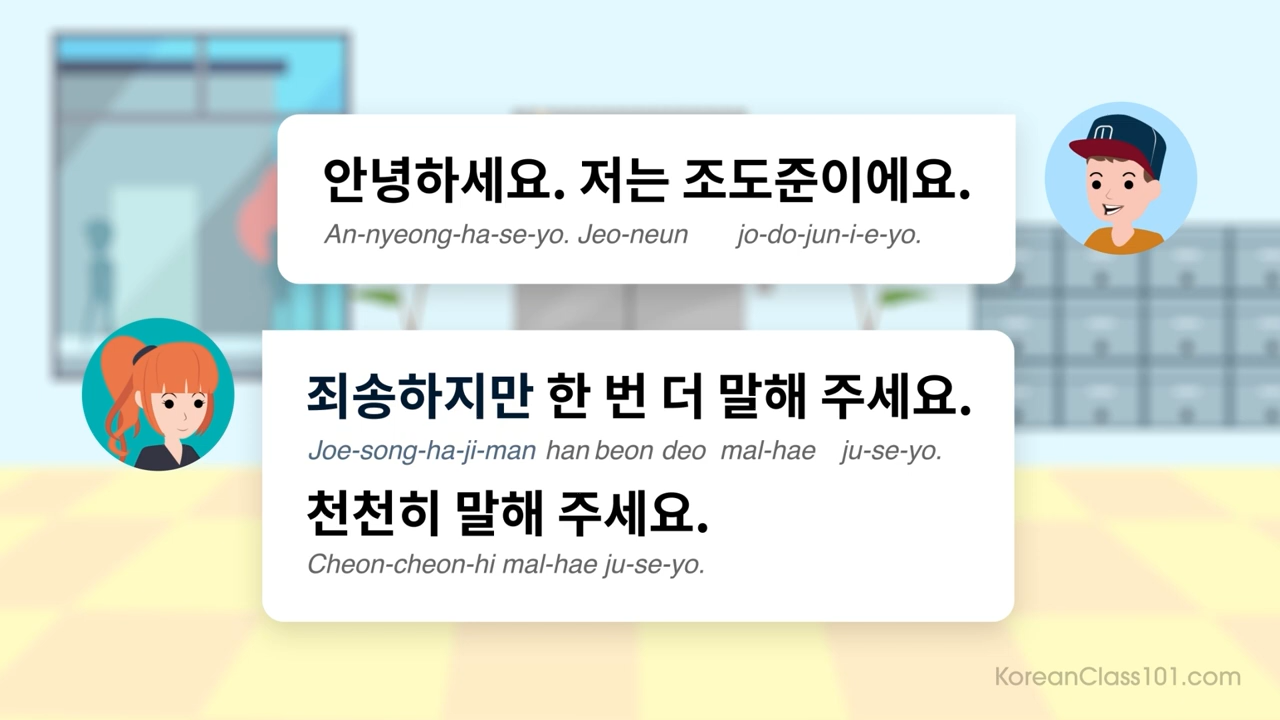 안녕하세요. 저는 조도준이에요.
An-nyeong-ha-se-yo. Jeo-neun jo-do-jun-i-e-yo.
죄송하지만 한 번 더 말해 주세요.
Joe-song-ha-ji-man han beon deo mal-hae ju-se-yo.
천천히 말해 주세요.
Cheon-cheon-hi mal-hae ju-se-yo.
KoreanClass101.com